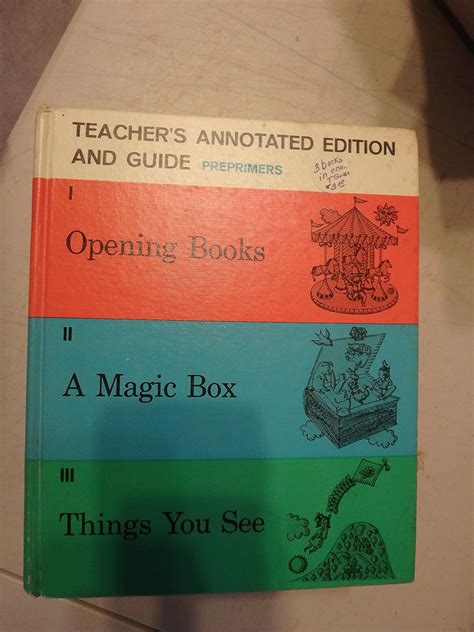 TEACHER'S ANNOTATED EDITION
AND GUIDE PREPRIMERS
3 books
in one
I
Opening Books
II
A Magic Box
III
Things You See